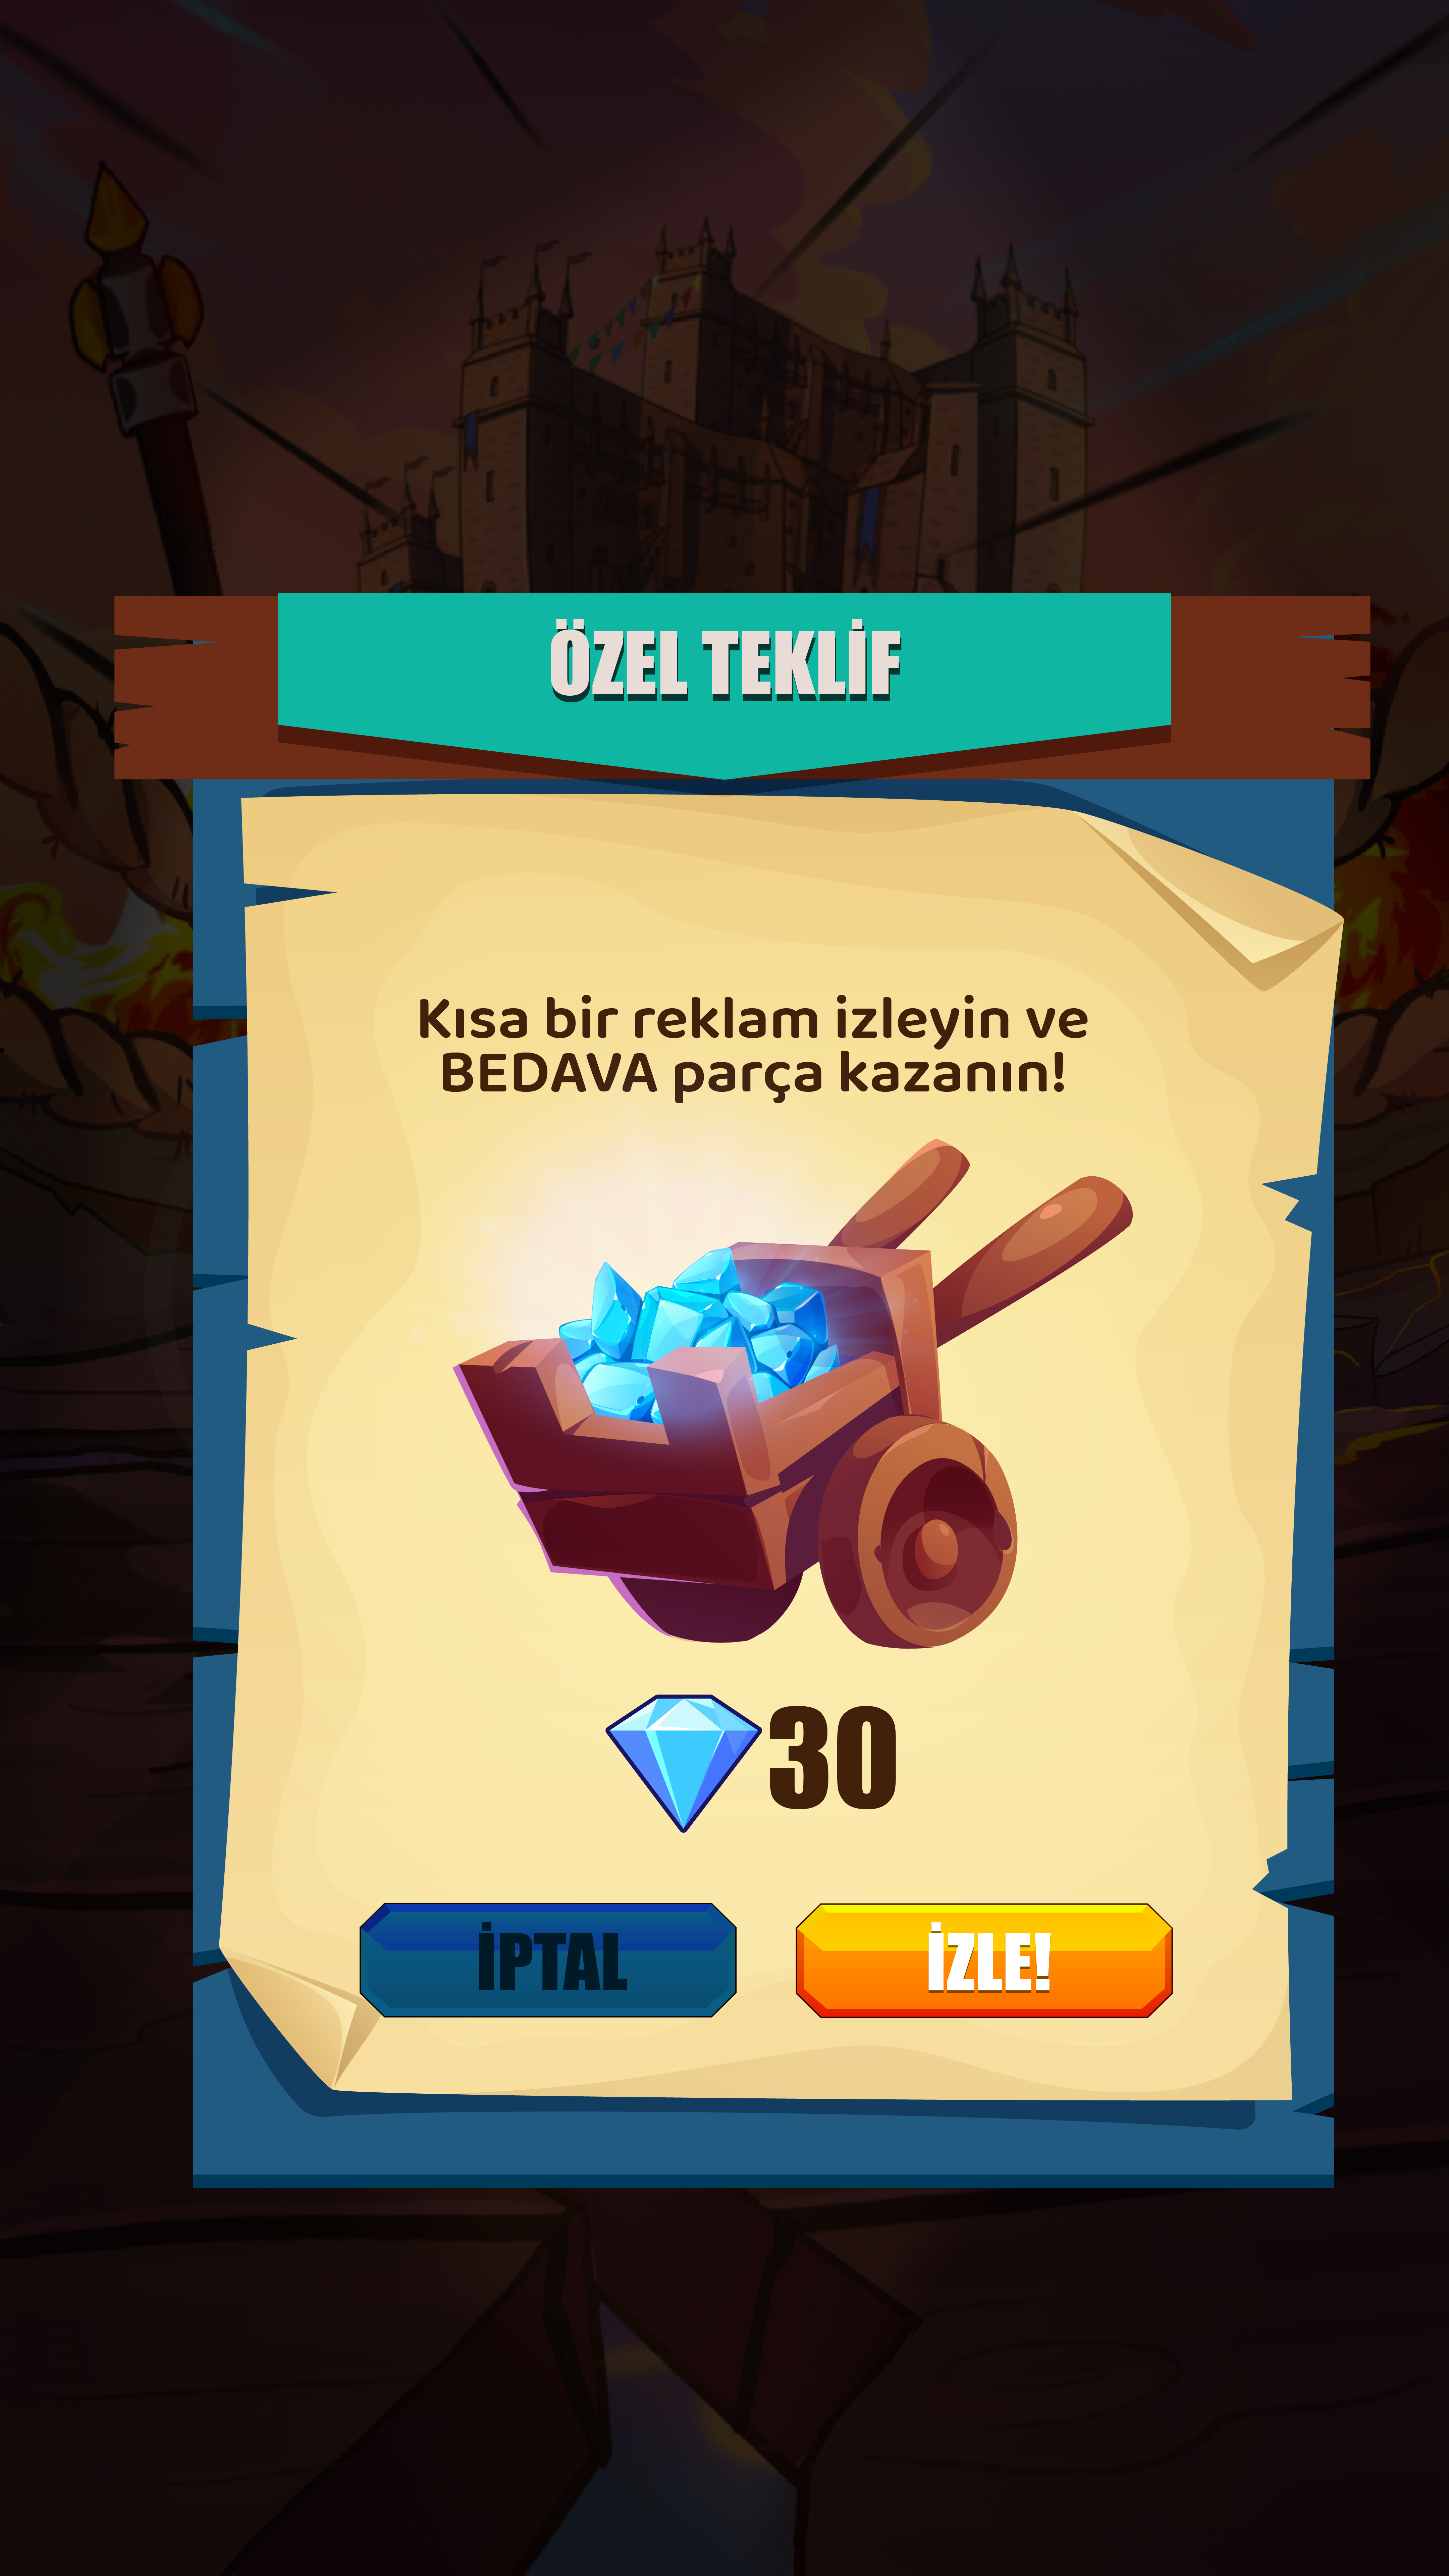 ÖZEL TEKLİF
Kısa bir reklam izleyin ve
BEDAVA parça kazanın!
30
İPTAL
İZLE!